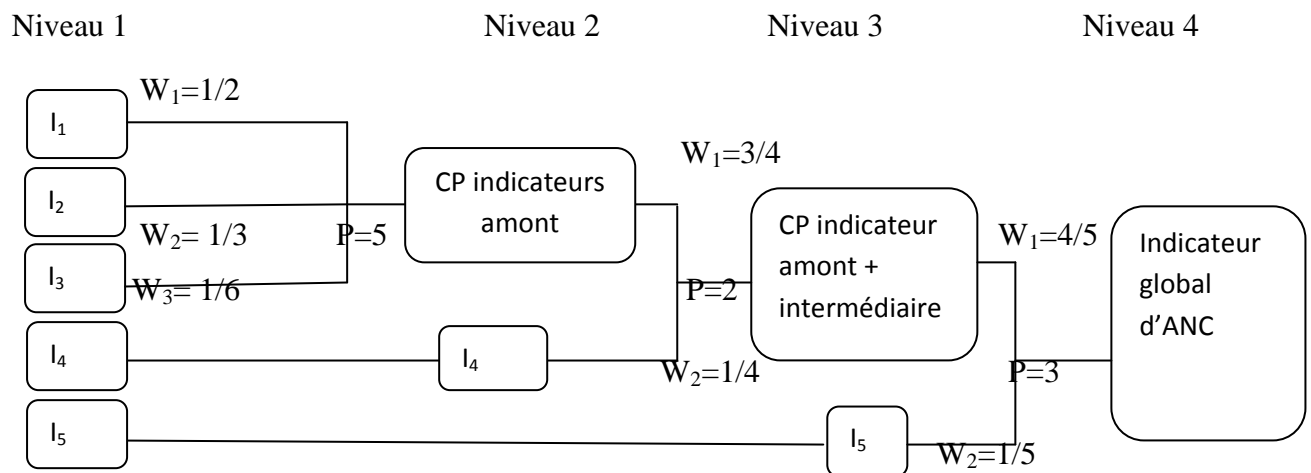 Niveau 1 Niveau 2 Niveau 3 Niveau 4
W₁=1/2
I₁
W₁=3/4
CP indicateurs
amont
I₂
W₂= 1/3 P=5
CP indicateur
amont +
intermédiaire
W₁=4/5
Indicateur
global
d’ANC
I₃
W₃= 1/6
P=2
I₄
I₄
W₂=1/4
P=3
I₅
I₅
W₂=1/5